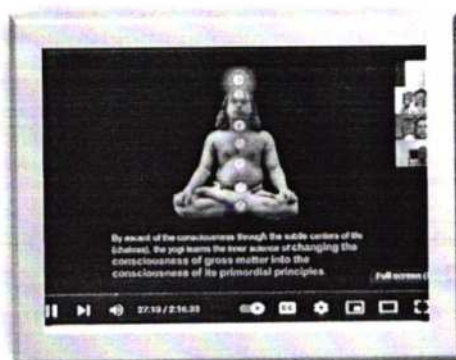 By ascent of the consciousness through the subtle centers of life
(chakras), the yogi learns the inner science of changing the
consciousness of gross matter into the
consciousness of its primordial principles
Full screen
27:13 / 2:16:33
CC